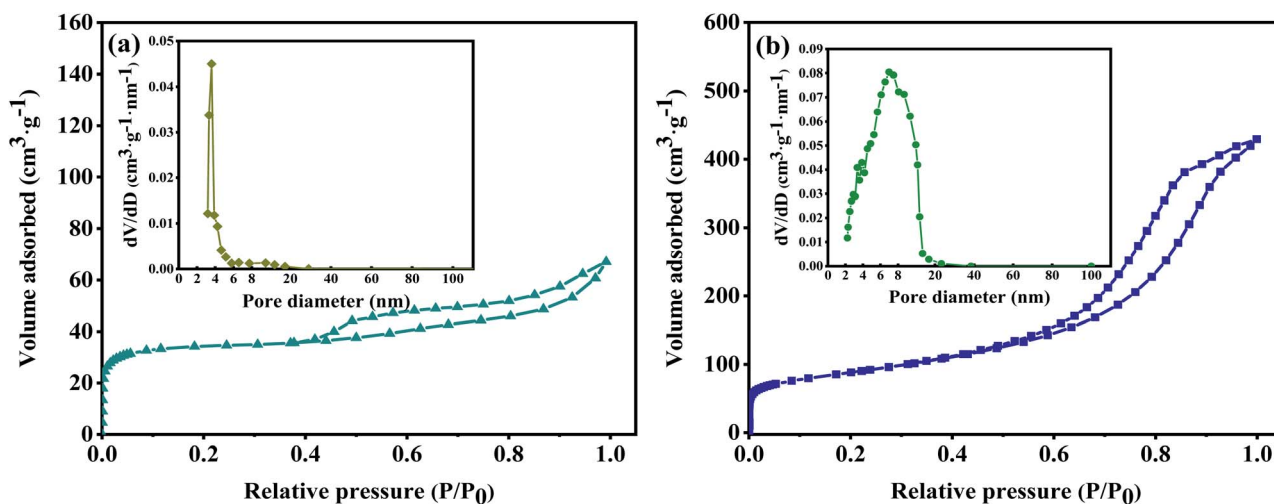 (a)
Volume adsorbed (cm³·g⁻¹)
160
140
120
100
80
60
40
20
0
0.0 0.2 0.4 0.6 0.8 1.0
Relative pressure (P/P₀)
dV/dD (cm³·g⁻¹·nm⁻¹)
0.05
0.04
0.03
0.02
0.01
0.00
2 4 6 8 20 40 60 80 100
Pore diameter (nm)
(b)
Volume adsorbed (cm³·g⁻¹)
600
500
400
300
200
100
0
0.0 0.2 0.4 0.6 0.8 1.0
Relative pressure (P/P₀)
dV/dD (cm³·g⁻¹·nm⁻¹)
0.09
0.08
0.07
0.06
0.05
0.04
0.03
0.02
0.01
0.00
0 2 4 6 8 20 40 60 80 100
Pore diameter (nm)